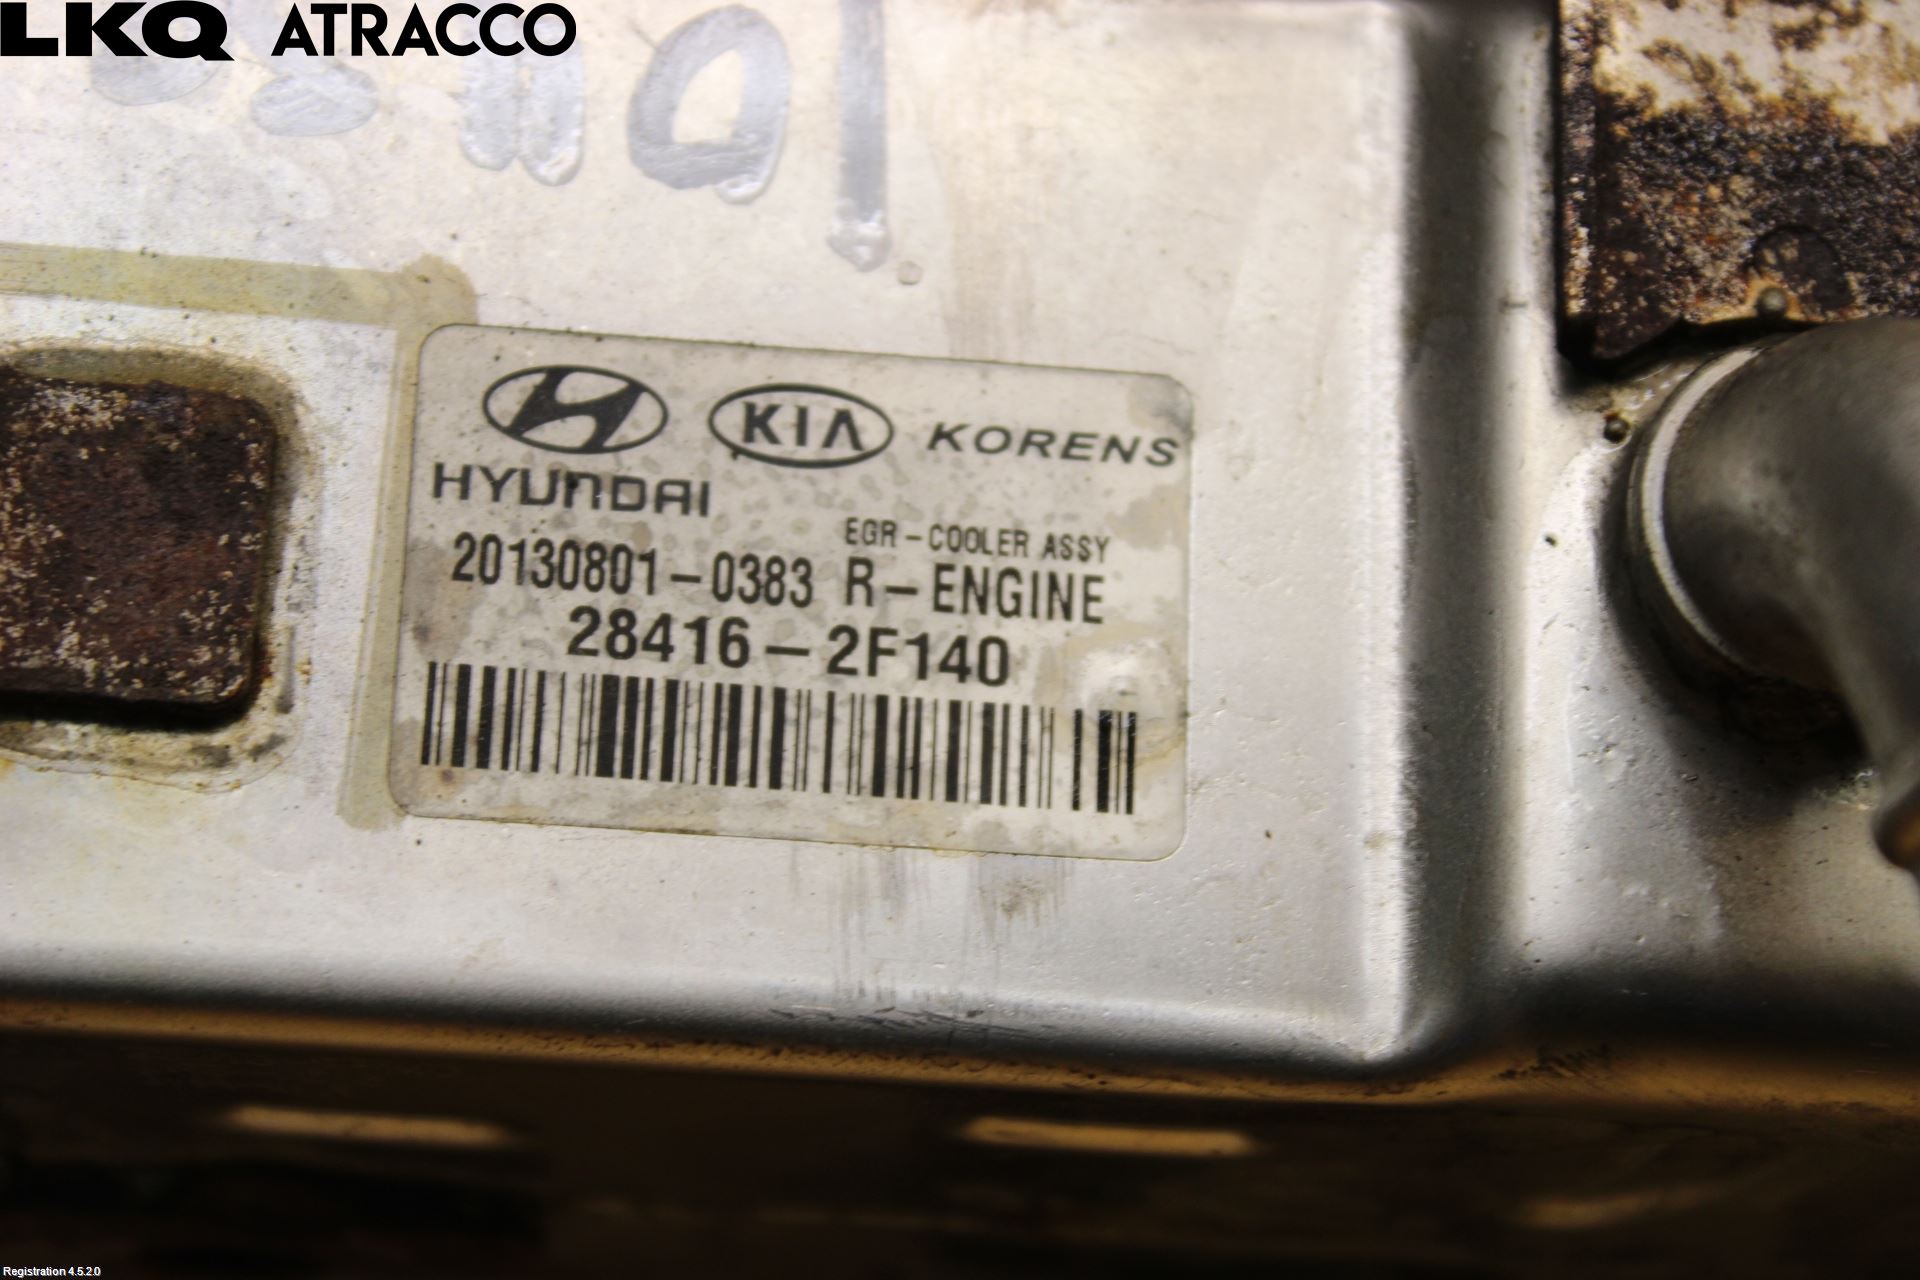 LKQ ATRACCO
KIA KORENS
HYUNDAI
EGR-COOLER ASSY
20130801-0383 R-ENGINE
28416-2F140
Registration 4.5.2.0